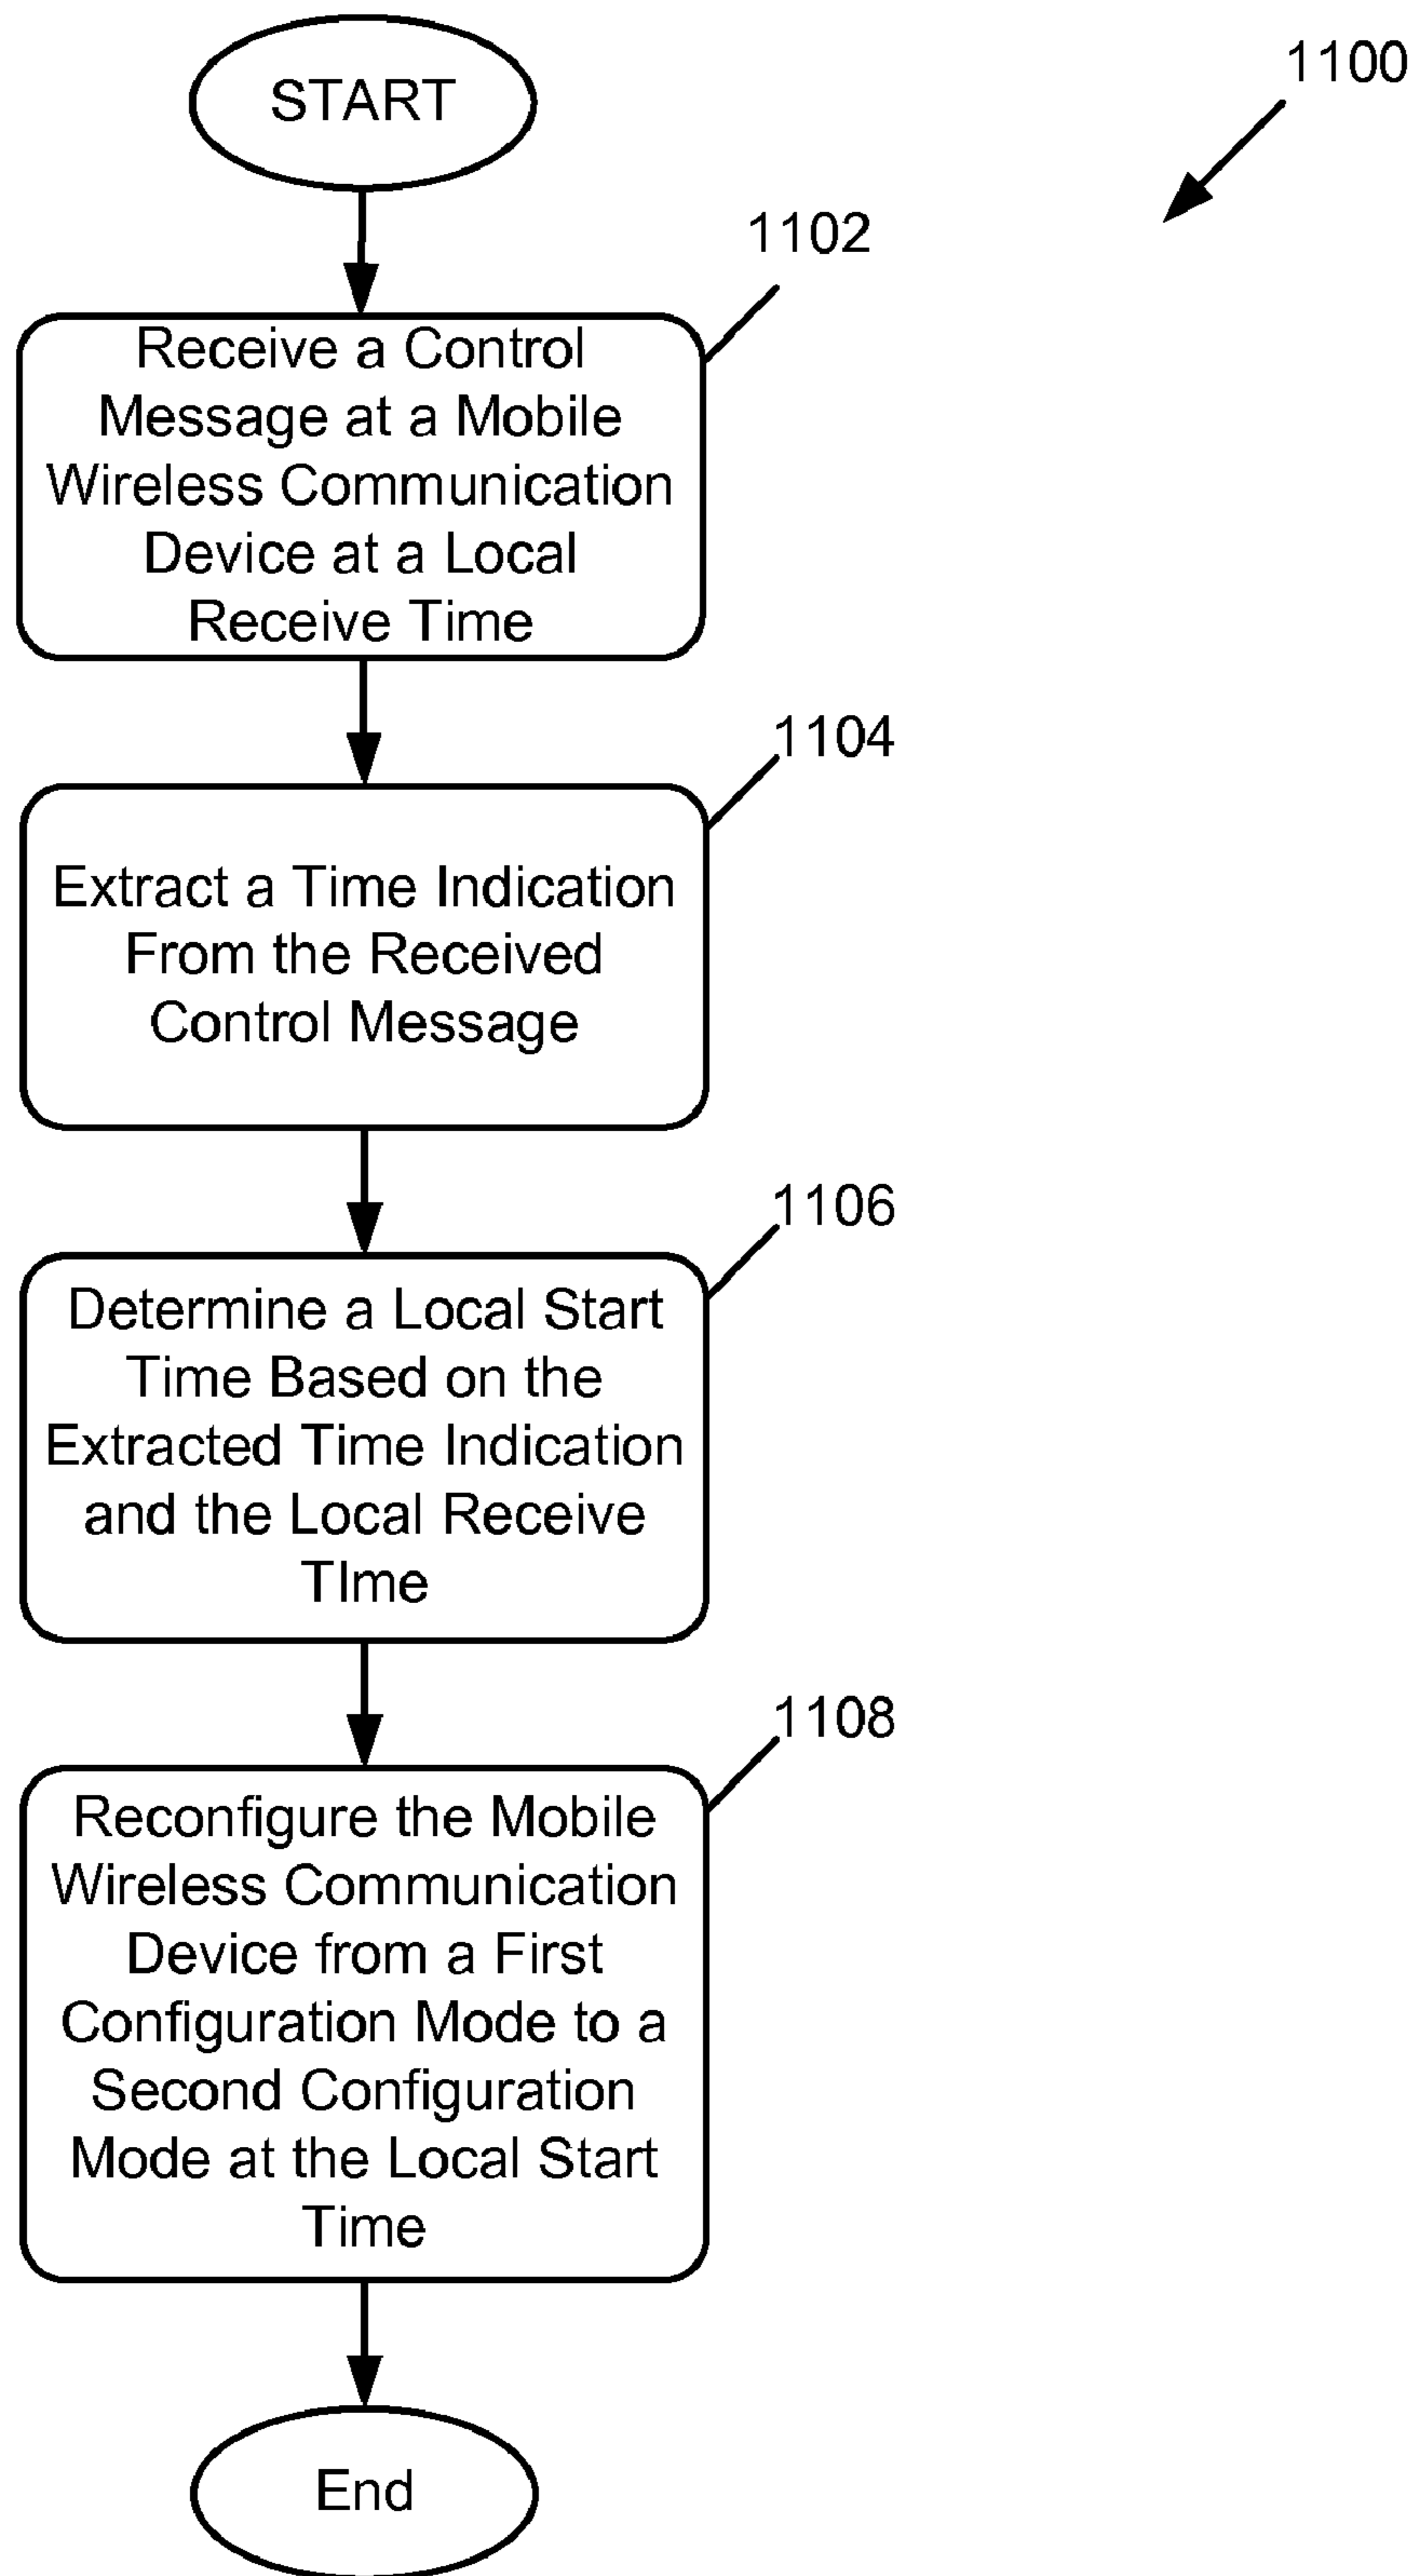 START
1100
1102
Receive a Control
Message at a Mobile
Wireless Communication
Device at a Local
Receive Time
1104
Extract a Time Indication
From the Received
Control Message
1106
Determine a Local Start
Time Based on the
Extracted Time Indication
and the Local Receive
TIme
1108
Reconfigure the Mobile
Wireless Communication
Device from a First
Configuration Mode to a
Second Configuration
Mode at the Local Start
Time
End